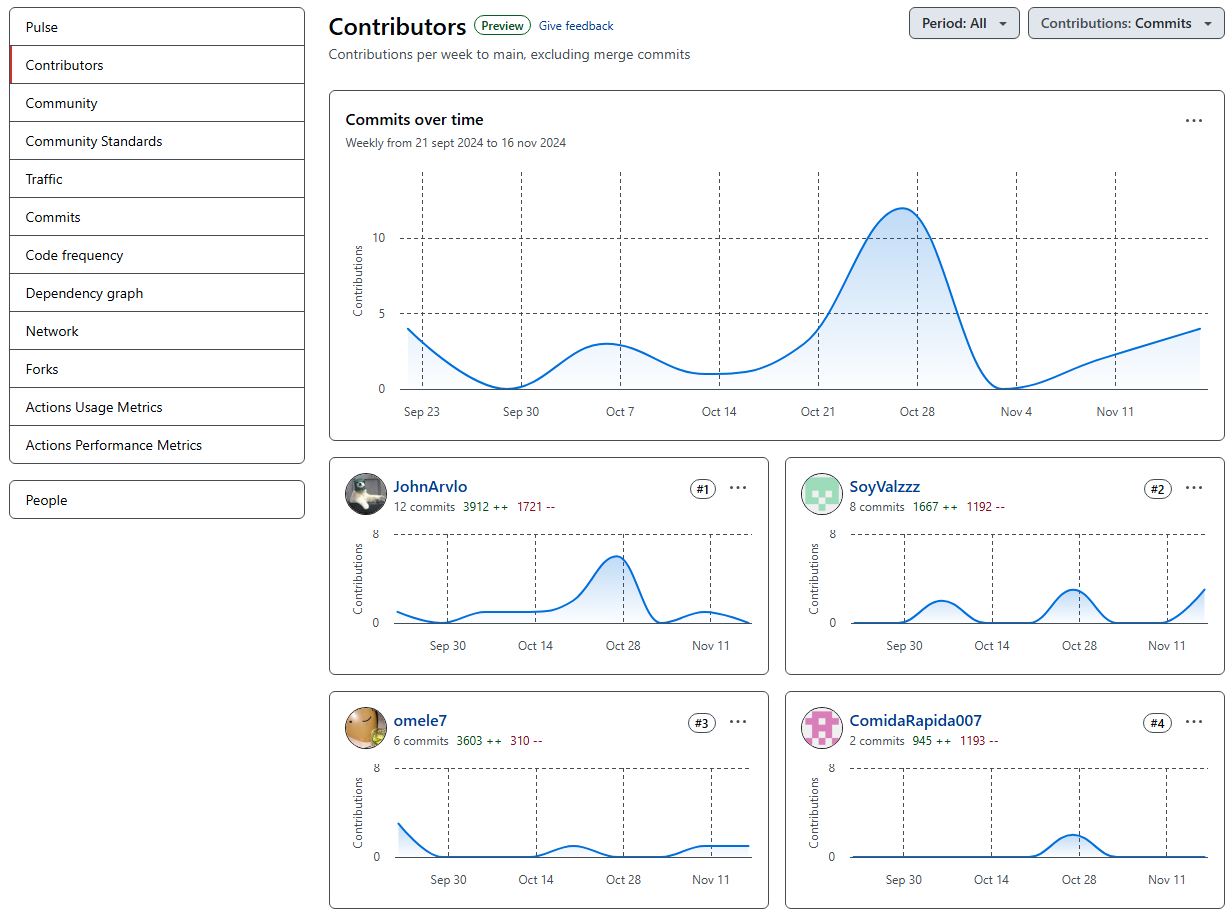 Pulse
Contributors
Community
Community Standards
Traffic
Commits
Code frequency
Dependency graph
Network
Forks
Actions Usage Metrics
Actions Performance Metrics
People
Contributors Preview Give feedback
Period: All
Contributions: Commits
Contributions per week to main, excluding merge commits
Commits over time
Weekly from 21 sept 2024 to 16 nov 2024
Contributions
10
5
0
Sep 23 Sep 30 Oct 7 Oct 14 Oct 21 Oct 28 Nov 4 Nov 11
JohnArvlo
#1
12 commits 3912 ++ 1721 --
Contributions
8
0
Sep 30 Oct 14 Oct 28 Nov 11
SoyValzzz
#2
8 commits 1667 ++ 1192 --
Contributions
8
0
Sep 30 Oct 14 Oct 28 Nov 11
omele7
#3
6 commits 3603 ++ 310 --
Contributions
8
0
Sep 30 Oct 14 Oct 28 Nov 11
ComidaRapida007
#4
2 commits 945 ++ 1193 --
Contributions
8
0
Sep 30 Oct 14 Oct 28 Nov 11